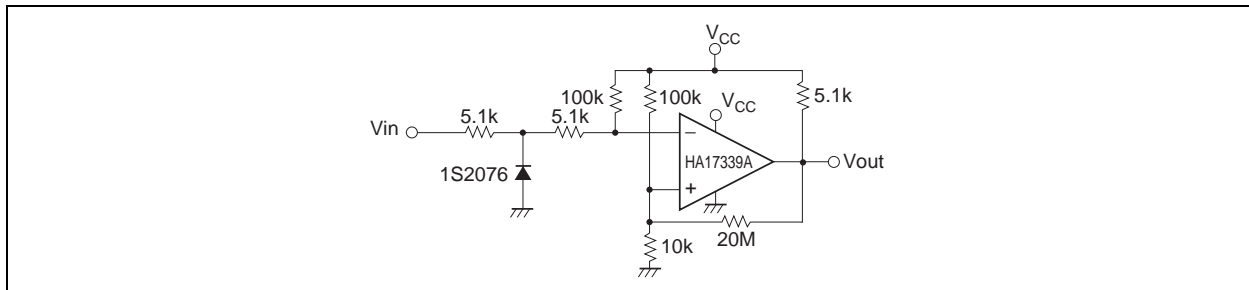 VCC
100k
100k
5.1k
VCC
5.1k
5.1k
Vin
−
HA17339A
Vout
1S2076
+
20M
10k